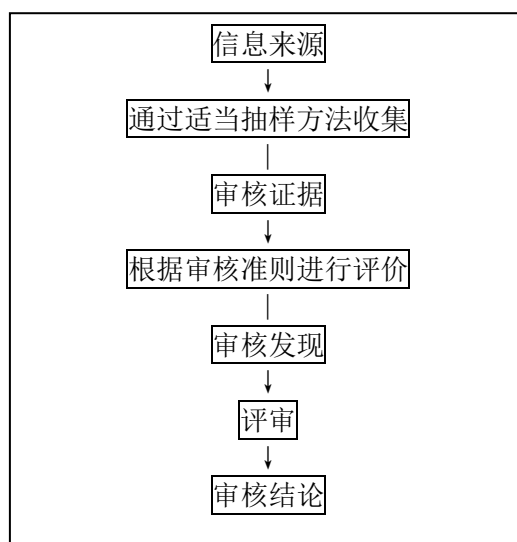 信息来源
通过适当抽样方法收集
审核证据
根据审核准则进行评价
审核发现
评审
审核结论